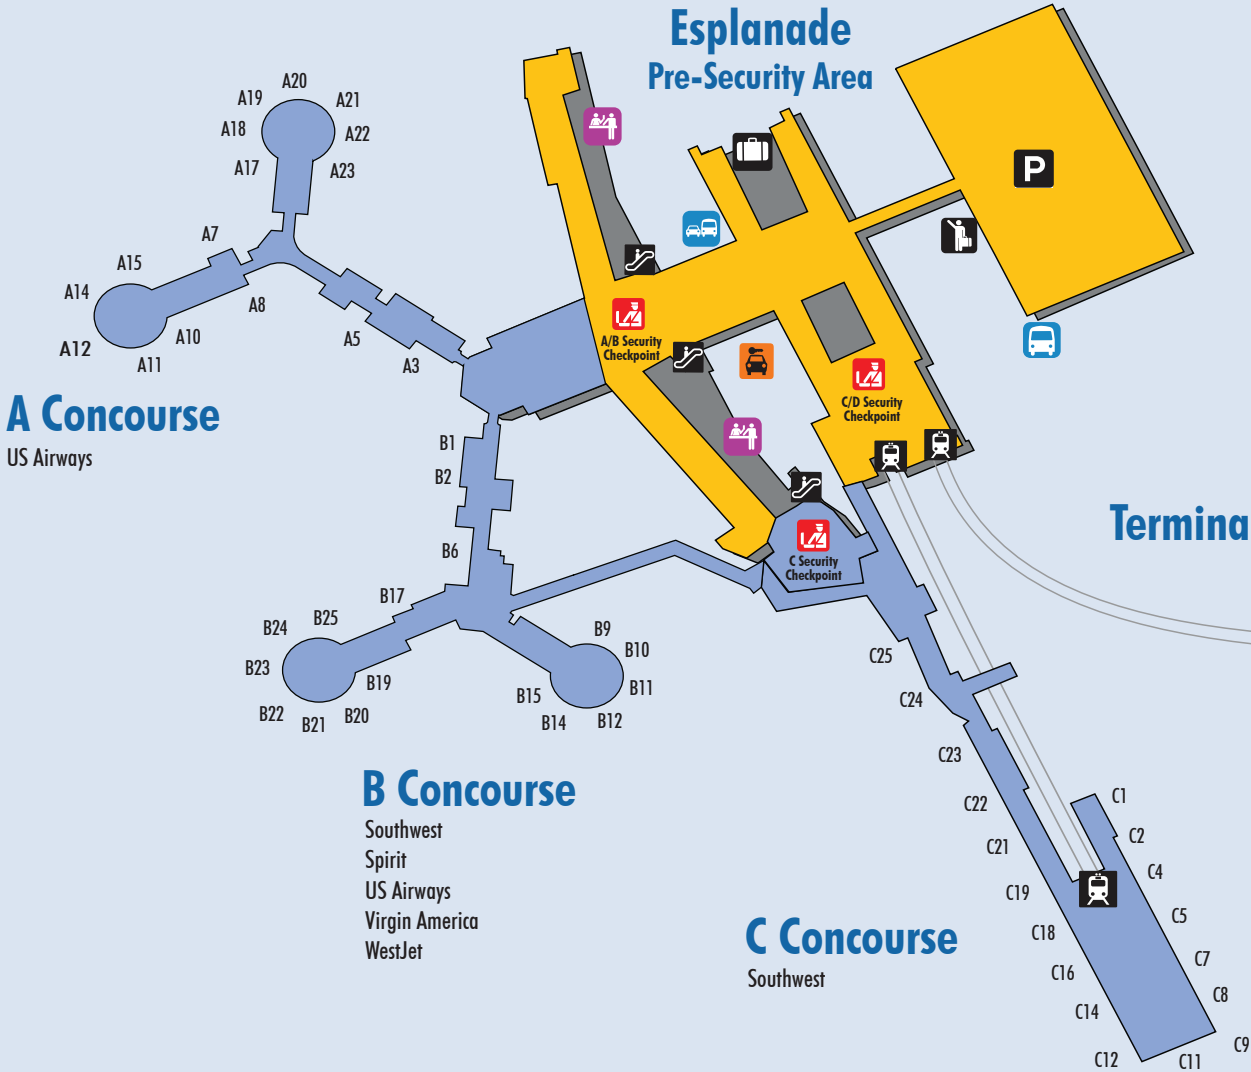 Esplanade
Pre-Security Area
A20
A19
A21
A18
A22
A17
A23
P
A7
A15
A14
A8
A12
A10
A11
A5
A3
A/B Security
Checkpoint
C/D Security
Checkpoint
A Concourse
US Airways
B1
B2
B6
C Security
Checkpoint
Termina
B17
B25
B24
B23
B19
B22
B21
B20
B9
B10
B11
B15
B14
B12
C25
C24
C23
C22
C21
C19
C18
C16
C14
C12
C1
C2
C4
C5
C7
C8
C9
C11
B Concourse
Southwest
Spirit
US Airways
Virgin America
WestJet
C Concourse
Southwest